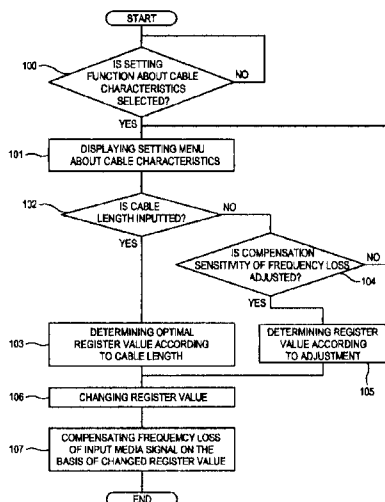 START
100
IS SETTING
FUNCTION ABOUT CABLE
CHARACTERISTICS
SELECTED?
NO
YES
101
DISPLAYING SETTING MENU
ABOUT CABLE CHARACTERISTICS
102
IS CABLE
LENGTH INPUTTED?
NO
YES
IS COMPENSATION
SENSITIVITY OF FREQUENCY LOSS
ADJUSTED?
104
NO
YES
103
DETERMINING OPTIMAL
REGISTER VALUE ACCORDING
TO CABLE LENGTH
DETERMINING REGISTER
VALUE ACCORDING
TO ADJUSTMENT
105
106
CHANGING REGISTER VALUE
107
COMPENSATING FREQUEMCY LOSS
OF INPUT MEDIA SIGNAL ON THE
BASIS OF CHANGED REGISTER VALUE
END